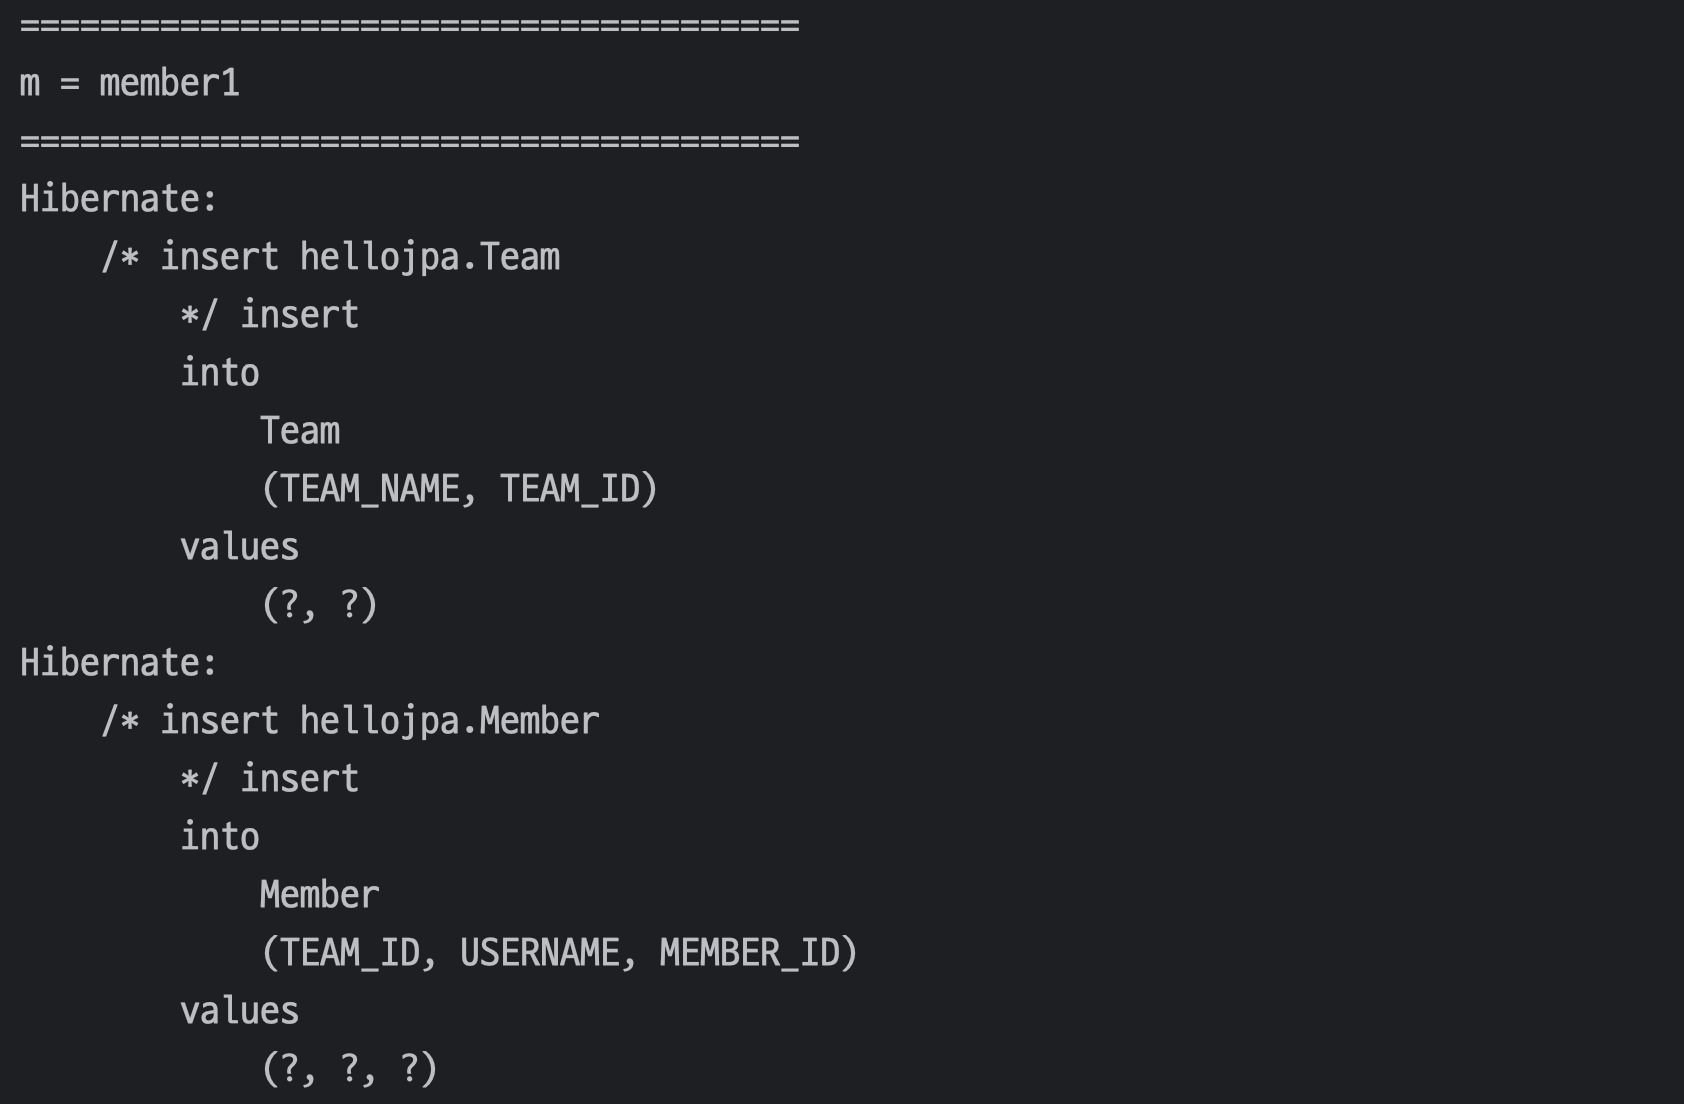 =======================================
m = member1
=======================================
Hibernate:
    /* insert hellojpa.Team
        */ insert
        into
            Team
            (TEAM_NAME, TEAM_ID)
        values
            (?, ?)
Hibernate:
    /* insert hellojpa.Member
        */ insert
        into
            Member
            (TEAM_ID, USERNAME, MEMBER_ID)
        values
            (?, ?, ?)